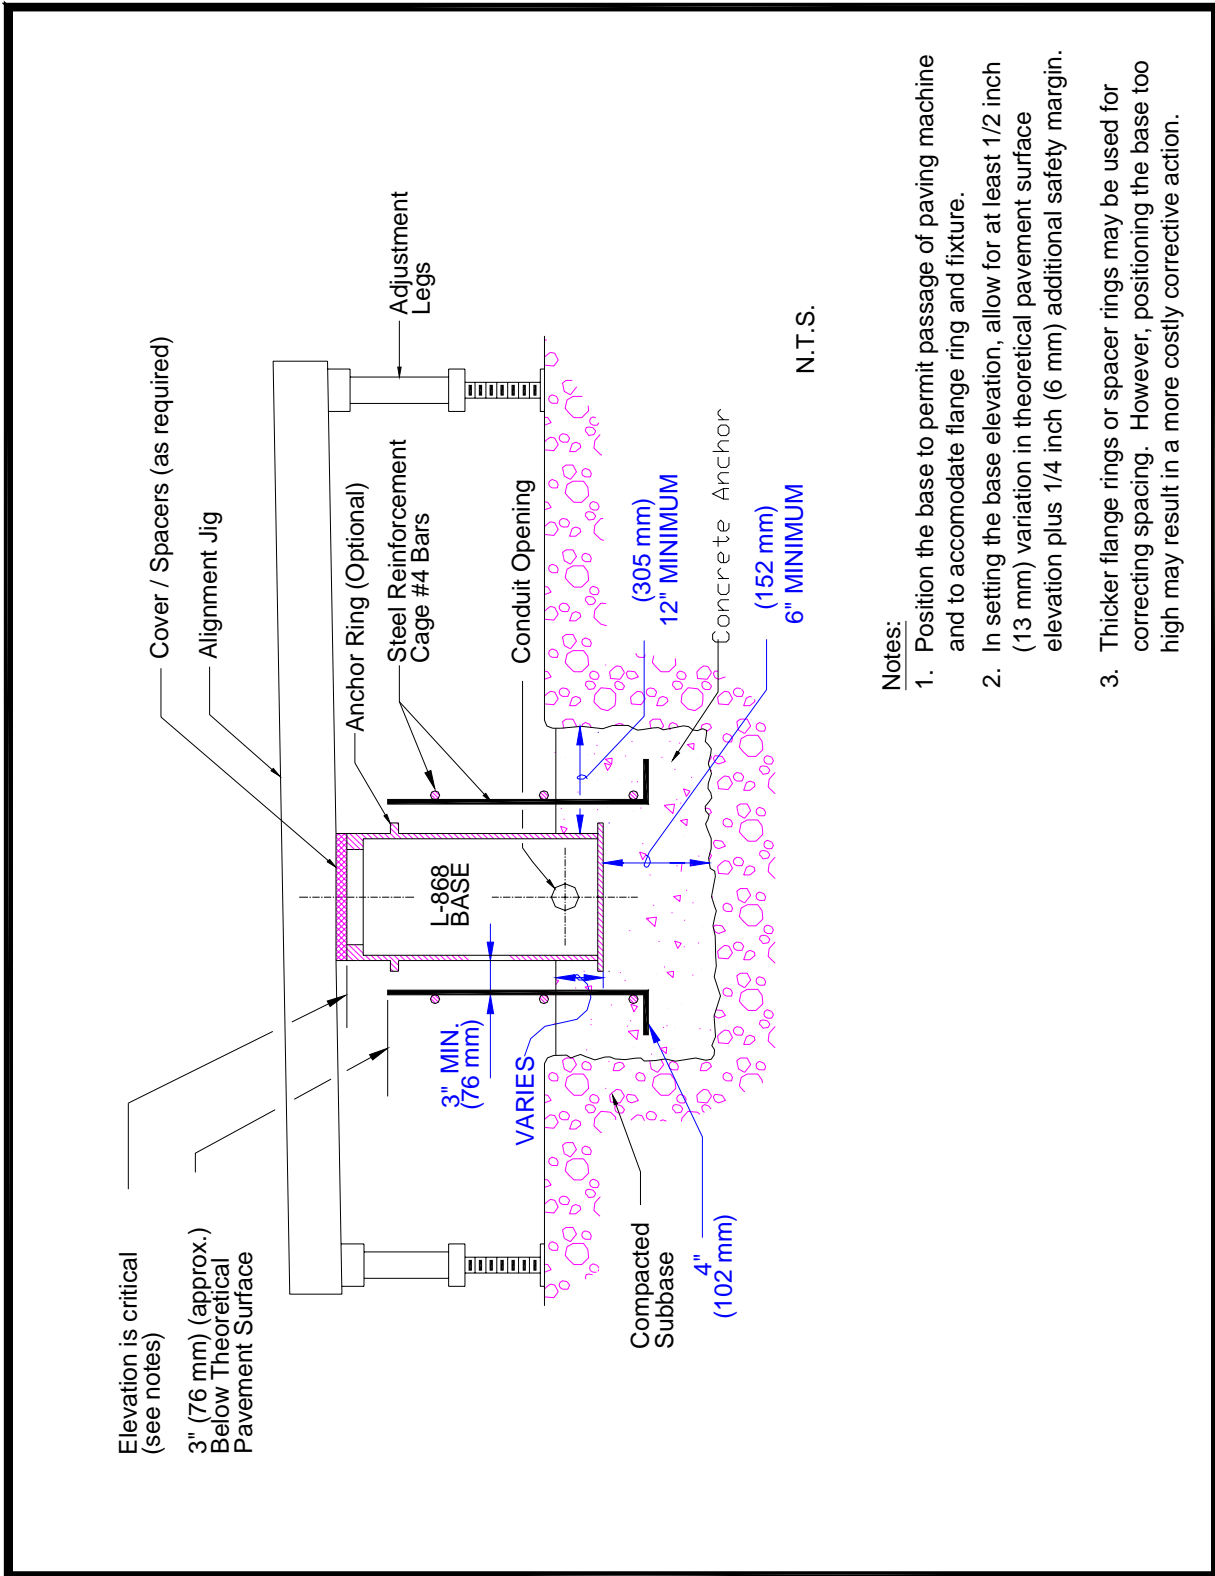 Elevation is critical
(see notes)
3" (76 mm) (approx.)
Below Theoretical
Pavement Surface
Cover / Spacers (as required)
Alignment Jig
Anchor Ring (Optional)
Steel Reinforcement
Cage #4 Bars
Adjustment
Legs
Conduit Opening
L-868
BASE
3" MIN.
(76 mm)
VARIES
(305 mm)
12" MINIMUM
Concrete Anchor
(152 mm)
6" MINIMUM
Compacted
Subbase
4"
(102 mm)
N.T.S.
Notes:
1. Position the base to permit passage of paving machine
and to accomodate flange ring and fixture.
2. In setting the base elevation, allow for at least 1/2 inch
(13 mm) variation in theoretical pavement surface
elevation plus 1/4 inch (6 mm) additional safety margin.
3. Thicker flange rings or spacer rings may be used for
correcting spacing. However, positioning the base too
high may result in a more costly corrective action.